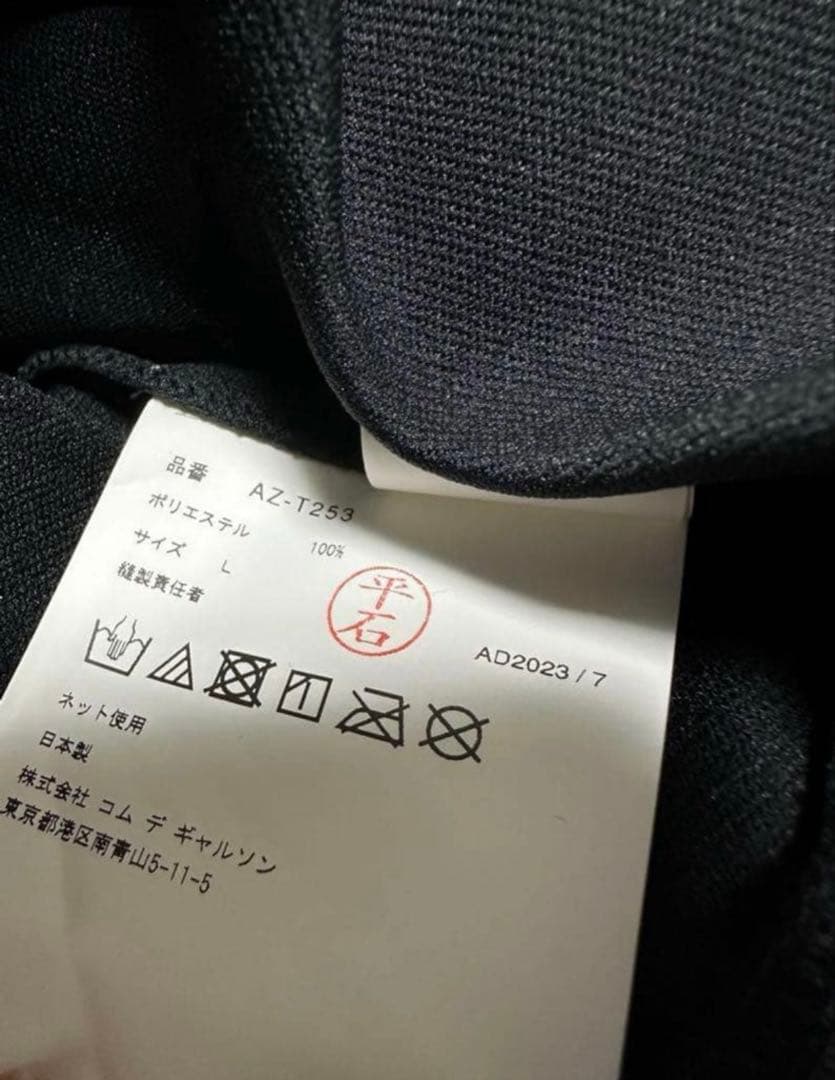 品番 AZ-T253
ポリエステル 100%
サイズ L
縫製責任者
平石
AD2023/7
ネット使用
日本製
株式会社 コム デ ギャルソン
東京都港区南青山5-11-5